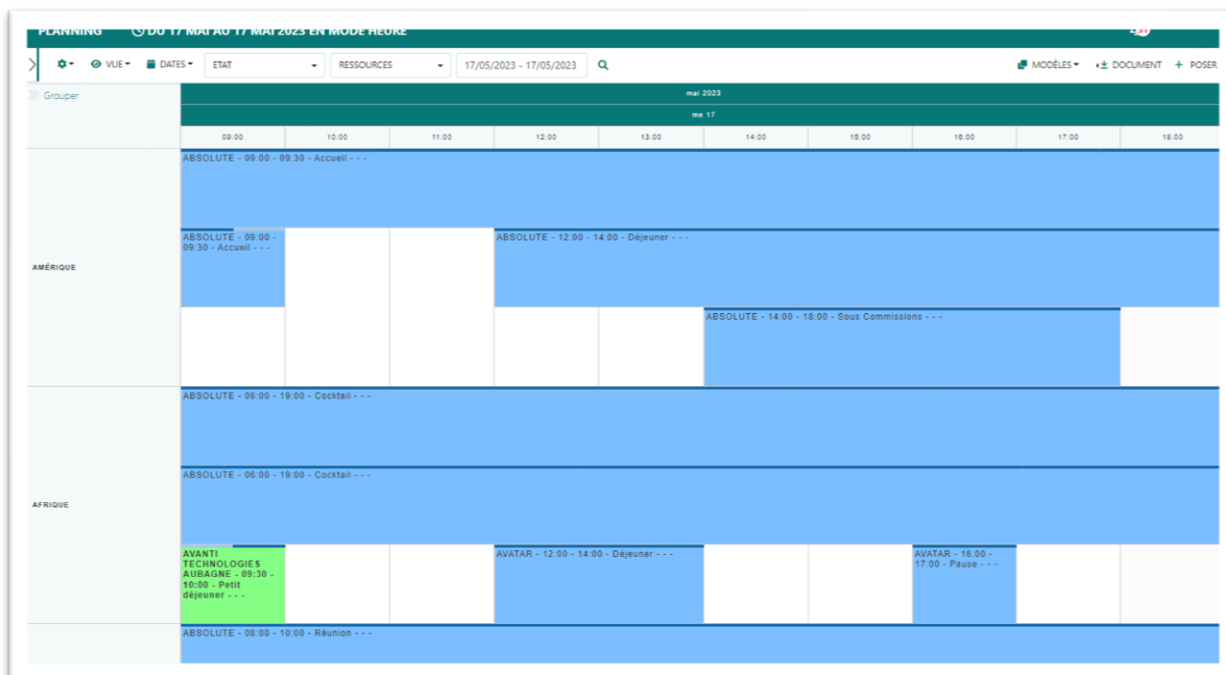 PLANNING DU 17 MAI AU 17 MAI 2023 EN MODE HEURE
VUE DATES ETAT RESSOURCES 17/05/2023 - 17/05/2023 MODÈLES DOCUMENT + POSER
Grouper
mai 2023
me 17
09:00 10:00 11:00 12:00 13:00 14:00 15:00 16:00 17:00 18:00
ABSOLUTE - 09:00 - 09:30 - Accueil - - -
AMÉRIQUE
ABSOLUTE - 09:00 -
09:30 - Accueil - - -
ABSOLUTE - 12:00 - 14:00 - Déjeuner - - -
ABSOLUTE - 14:00 - 18:00 - Sous Commissions - - -
ABSOLUTE - 06:00 - 19:00 - Cocktail - - -
ABSOLUTE - 06:00 - 19:00 - Cocktail - - -
AFRIQUE
AVANTI
TECHNOLOGIES
AUBAGNE - 09:30 -
10:00 - Petit
déjeuner - - -
AVATAR - 12:00 - 14:00 - Déjeuner - - -
AVATAR - 16:00 -
17:00 - Pause - - -
ABSOLUTE - 08:00 - 10:00 - Réunion - - -